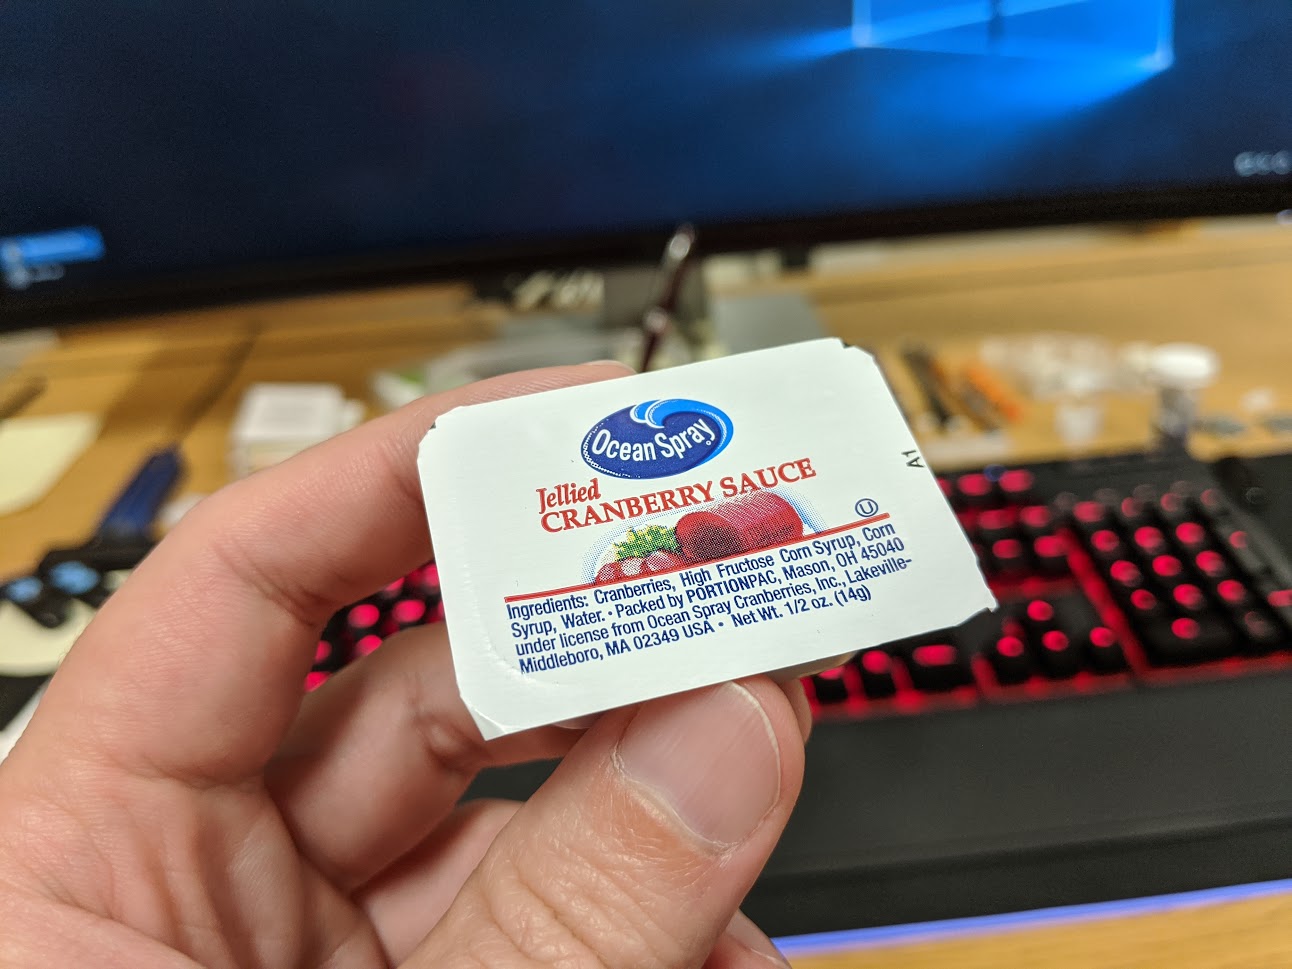 Ocean Spray
Jellied
CRANBERRY SAUCE
A1
U
Ingredients: Cranberries, High Fructose Corn Syrup, Corn
Syrup, Water. • Packed by PORTIONPAC, Mason, OH 45040
under license from Ocean Spray Cranberries, Inc., Lakeville-
Middleboro, MA 02349 USA • Net Wt. 1/2 oz. (14g)